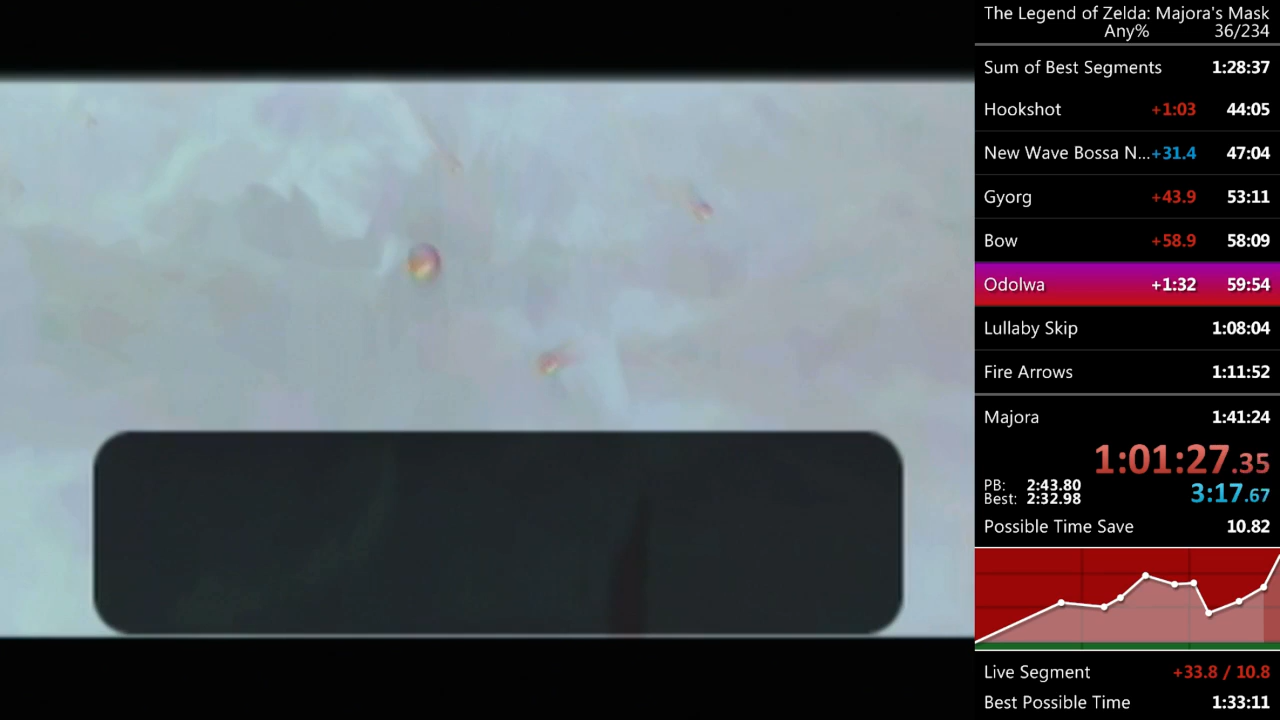 The Legend of Zelda: Majora's Mask
Any% 36/234
Sum of Best Segments 1:28:37
Hookshot +1:03 44:05
New Wave Bossa N... +31.4 47:04
Gyorg +43.9 53:11
Bow +58.9 58:09
Odolwa +1:32 59:54
Lullaby Skip 1:08:04
Fire Arrows 1:11:52
Majora 1:41:24
1:01:27.35
PB: 2:43.80
Best: 2:32.98
3:17.67
Possible Time Save 10.82
Live Segment +33.8 / 10.8
Best Possible Time 1:33:11